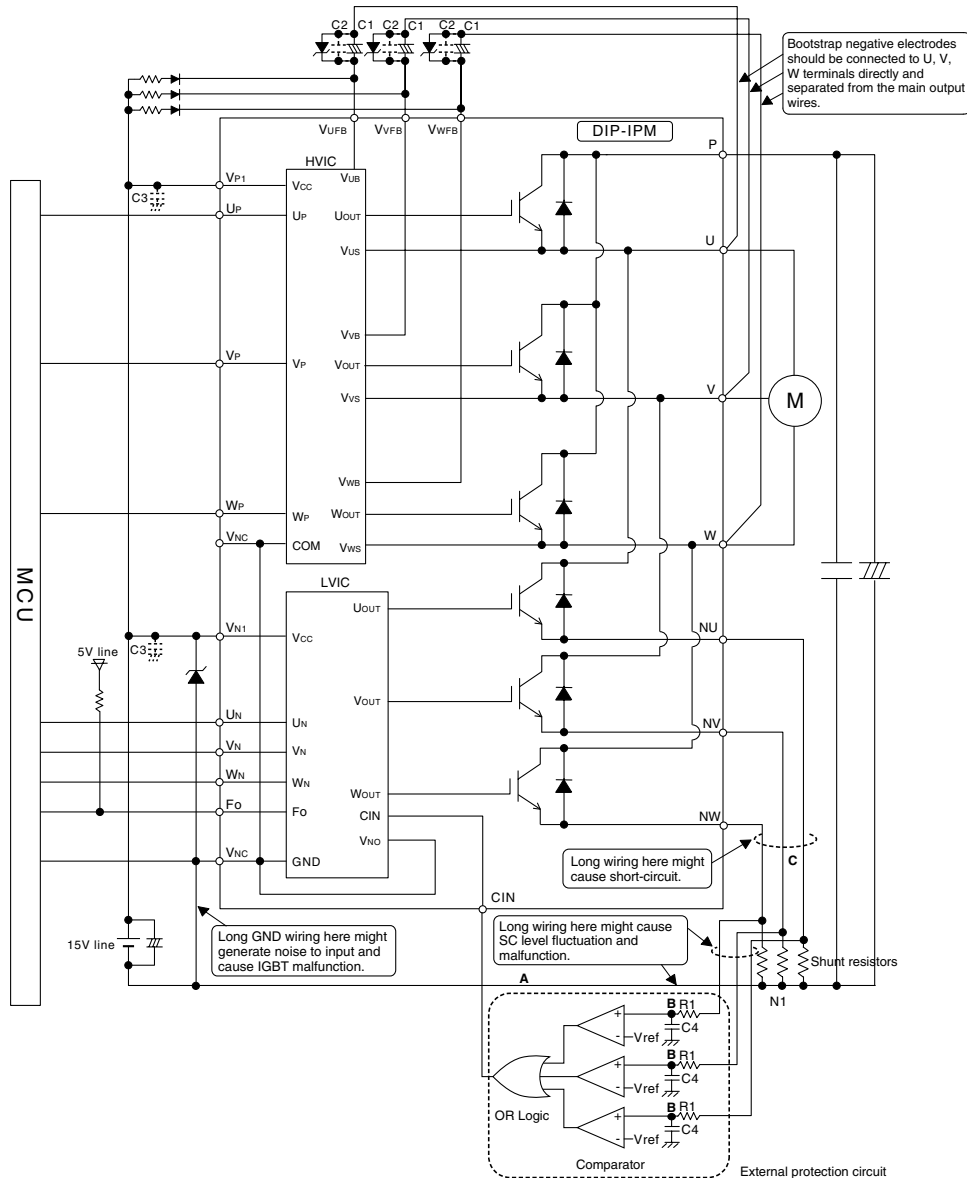 C2 C1 C2 C1 C2 C1
Bootstrap negative electrodes
should be connected to U, V,
W terminals directly and
separated from the main output
wires.
VUFB VVFB VWFB
DIP-IPM
P
HVIC
VP1
VCC
VUB
C3
UP
UP
UOUT
U
VUS
VVB
VP
VP
VOUT
V
VVS
M
VWB
WP
WP
WOUT
W
VNC
COM
VWS
MCU
LVIC
UOUT
VN1
VCC
NU
C3
5V line
VOUT
UN
UN
NV
VN
VN
WN
WN
WOUT
FO
FO
CIN
NW
VNO
VNC
GND
Long wiring here might
cause short-circuit.
C
CIN
15V line
Long GND wiring here might
generate noise to input and
cause IGBT malfunction.
Long wiring here might cause
SC level fluctuation and
malfunction.
Shunt resistors
A
N1
+
-
Vref
B R1
C4
+
-
Vref
B R1
C4
OR Logic
+
-
Vref
B R1
C4
Comparator
External protection circuit